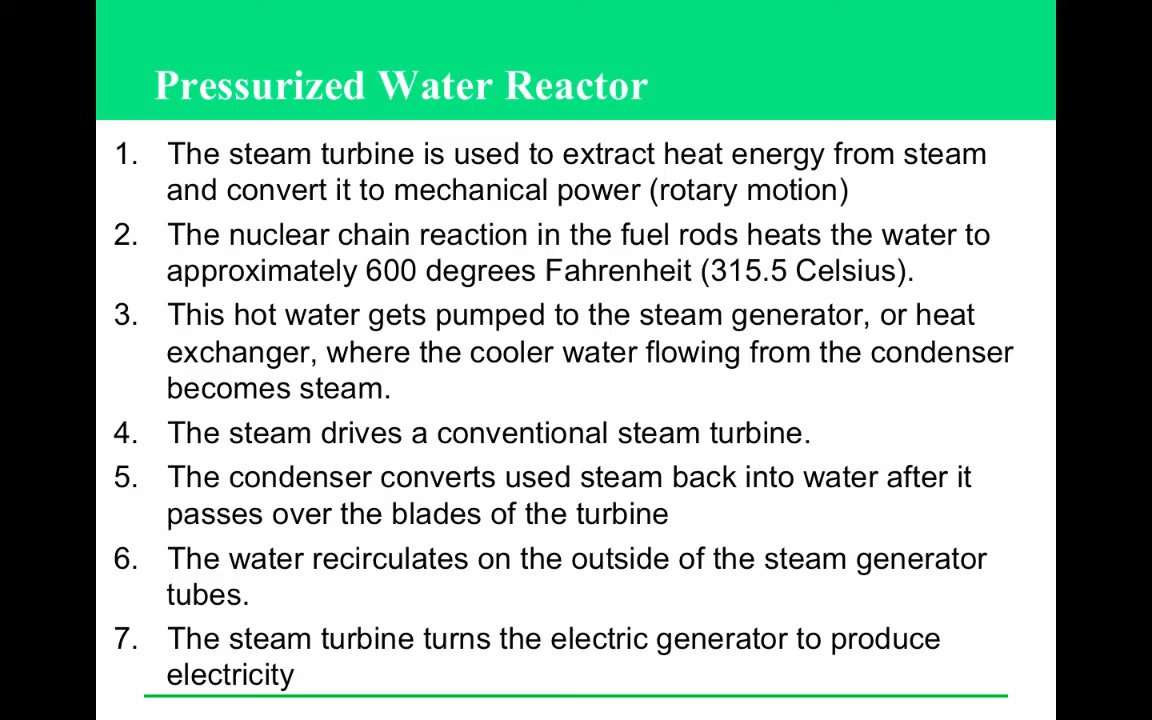 Pressurized Water Reactor
1. The steam turbine is used to extract heat energy from steam
and convert it to mechanical power (rotary motion)
2. The nuclear chain reaction in the fuel rods heats the water to
approximately 600 degrees Fahrenheit (315.5 Celsius).
3. This hot water gets pumped to the steam generator, or heat
exchanger, where the cooler water flowing from the condenser
becomes steam.
4. The steam drives a conventional steam turbine.
5. The condenser converts used steam back into water after it
passes over the blades of the turbine
6. The water recirculates on the outside of the steam generator
tubes.
7. The steam turbine turns the electric generator to produce
electricity